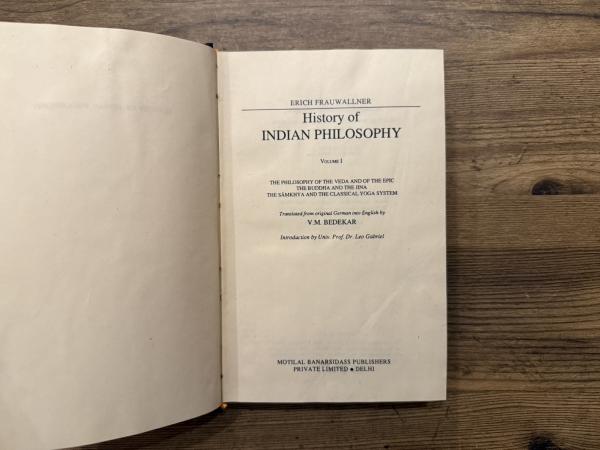 ERICH FRAUWALLNER
History of
INDIAN PHILOSOPHY
VOLUME I
THE PHILOSOPHY OF THE VEDA AND OF THE EPIC
THE BUDDHA AND THE JINA
THE SĀMKHYA AND THE CLASSICAL YOGA SYSTEM
Translated from original German into English by
V.M. BEDEKAR
Introduction by Univ. Prof. Dr. Leo Gabriel
MOTILAL BANARSIDASS PUBLISHERS
PRIVATE LIMITED ● DELHI